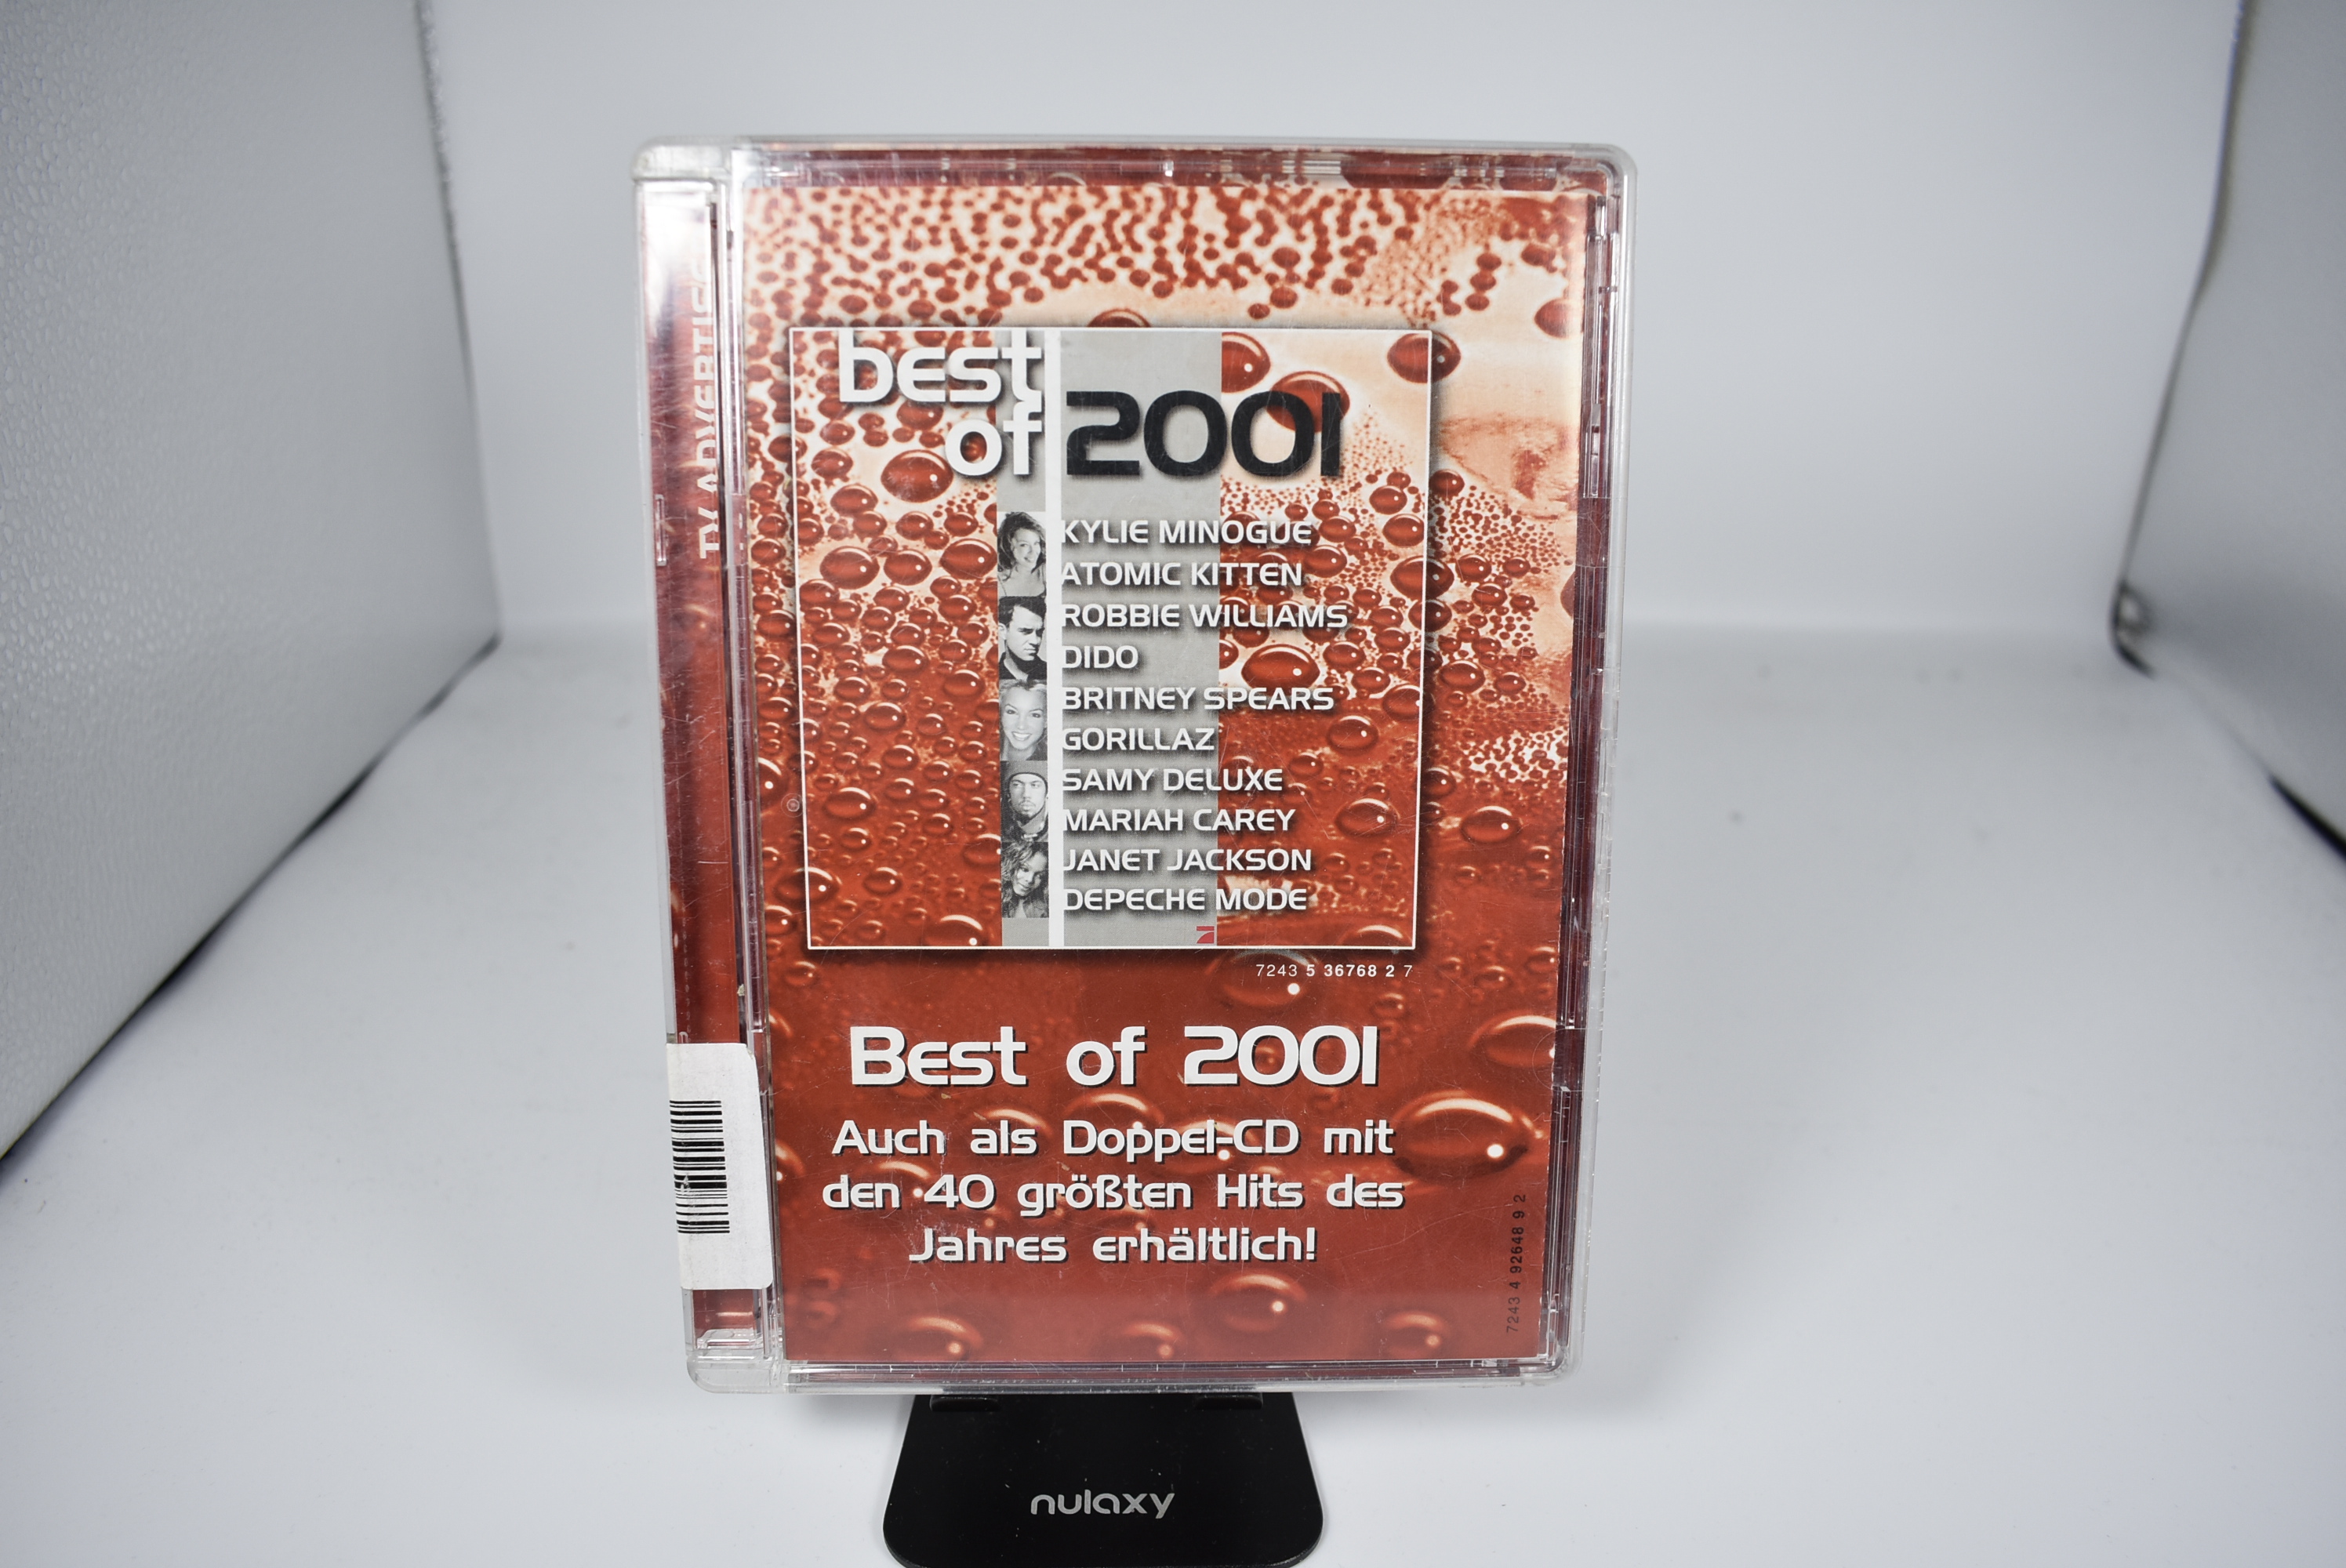 TV ADVERTISED
best
of 2001
KYLIE MINOGUE
ATOMIC KITTEN
ROBBIE WILLIAMS
DIDO
BRITNEY SPEARS
GORILLAZ
SAMY DELUXE
MARIAH CAREY
JANET JACKSON
DEPECHE MODE
7243 5 36768 2 7
Best of 2001
Auch als Doppel-CD mit
den 40 größten Hits des
Jahres erhältlich!
7243 4 92648 9 2
nulaxy